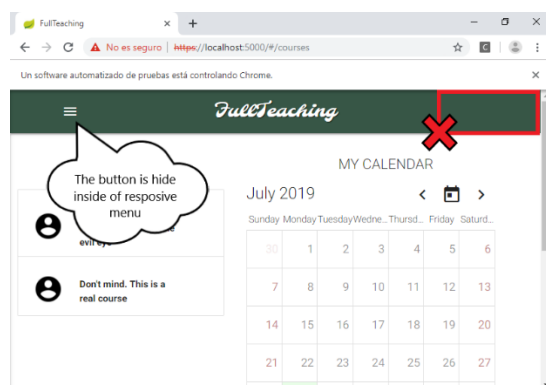 FullTeaching
No es seguro | https://localhost:5000/#/courses
Un software automatizado de pruebas está controlando Chrome.
FullTeaching
The button is hide
inside of resposive
menu
evil eye
Don't mind. This is a
real course
MY CALENDAR
July 2019
Sunday Monday Tuesday Wedne... Thursd... Friday Saturd...
30 1 2 3 4 5 6
7 8 9 10 11 12 13
14 15 16 17 18 19 20
21 22 23 24 25 26 27